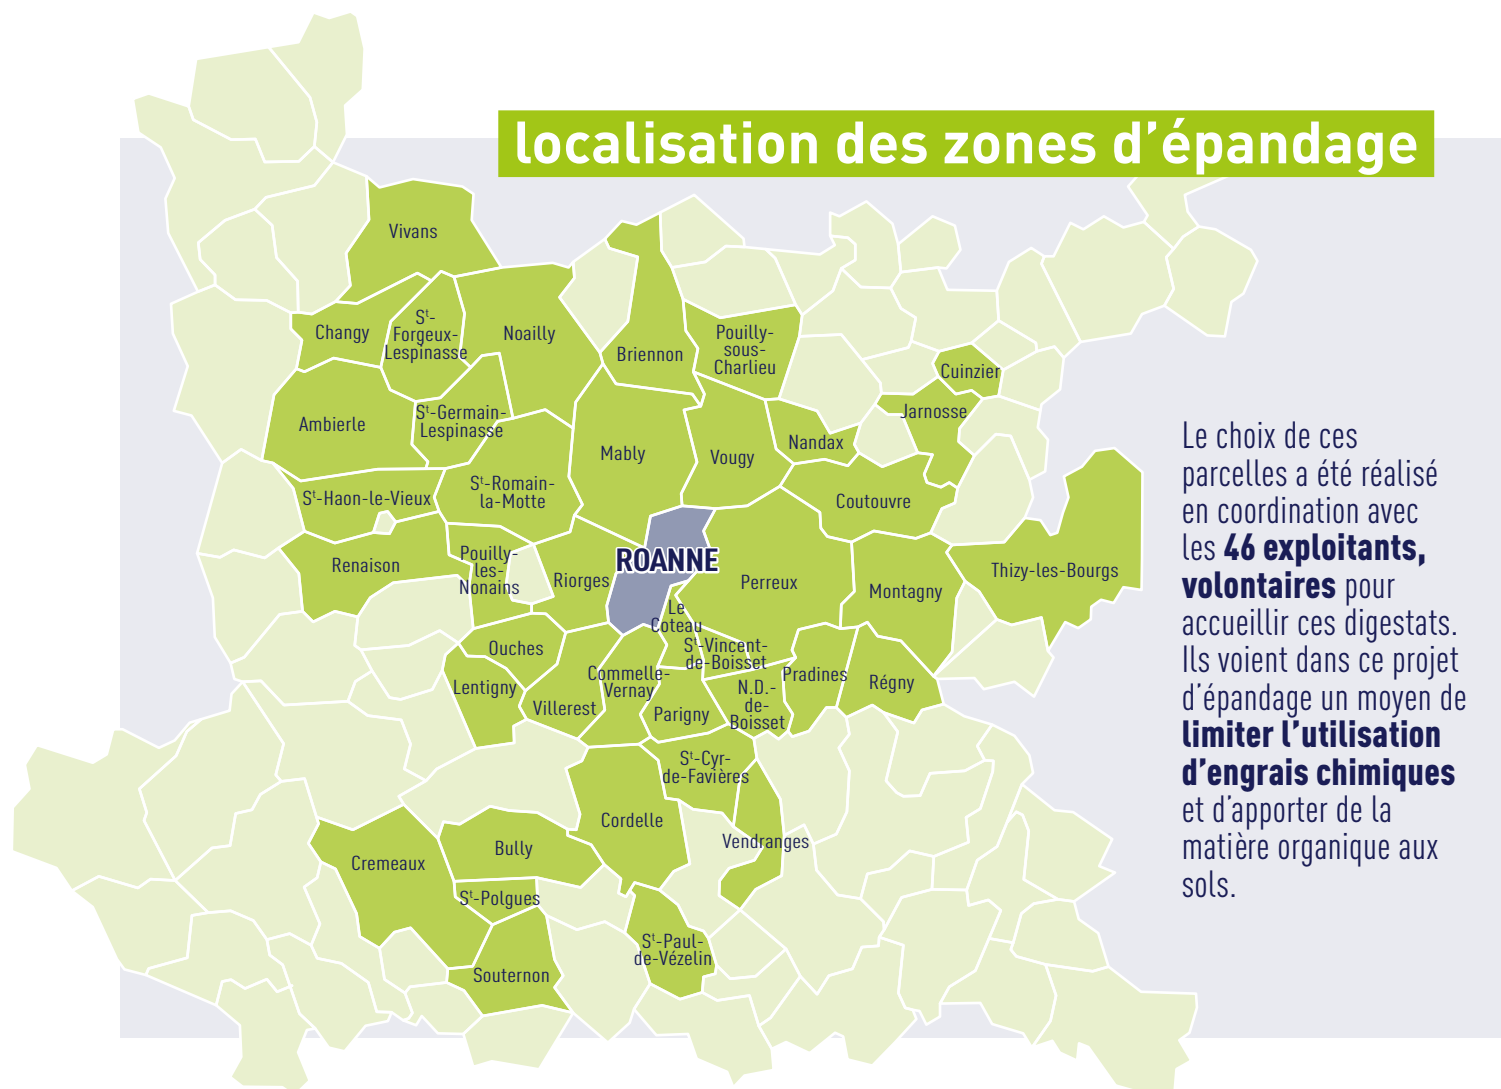 localisation des zones d'épandage
Vivans
Changy
St-
Forgeux-
Lespinasse
Noailly
Briennon
Pouilly-
sous-
Charlieu
Cuinzier
Ambierle
St-Germain-
Lespinasse
Mably
Vougy
Nandax
Jarnosse
St-Haon-le-Vieux
St-Romain-
la-Motte
Coutouvre
Renaison
Pouilly-
les-
Nonains
Riorges
ROANNE
Perreux
Montagny
Thizy-les-Bourgs
Le
Coteau
Ouches
St-Vincent-
de-Boisset
Lentigny
Villerest
Commelle-
Vernay
Parigny
N.D.-
de-
Boisset
Pradines
Régny
St-Cyr-
de-Favières
Cordelle
Vendranges
Cremeaux
Bully
St-Polgues
Souternon
St-Paul-
de-Vézelin
Le choix de ces
parcelles a été réalisé
en coordination avec
les 46 exploitants,
volontaires pour
accueillir ces digestats.
Ils voient dans ce projet
d'épandage un moyen de
limiter l'utilisation
d'engrais chimiques
et d'apporter de la
matière organique aux
sols.